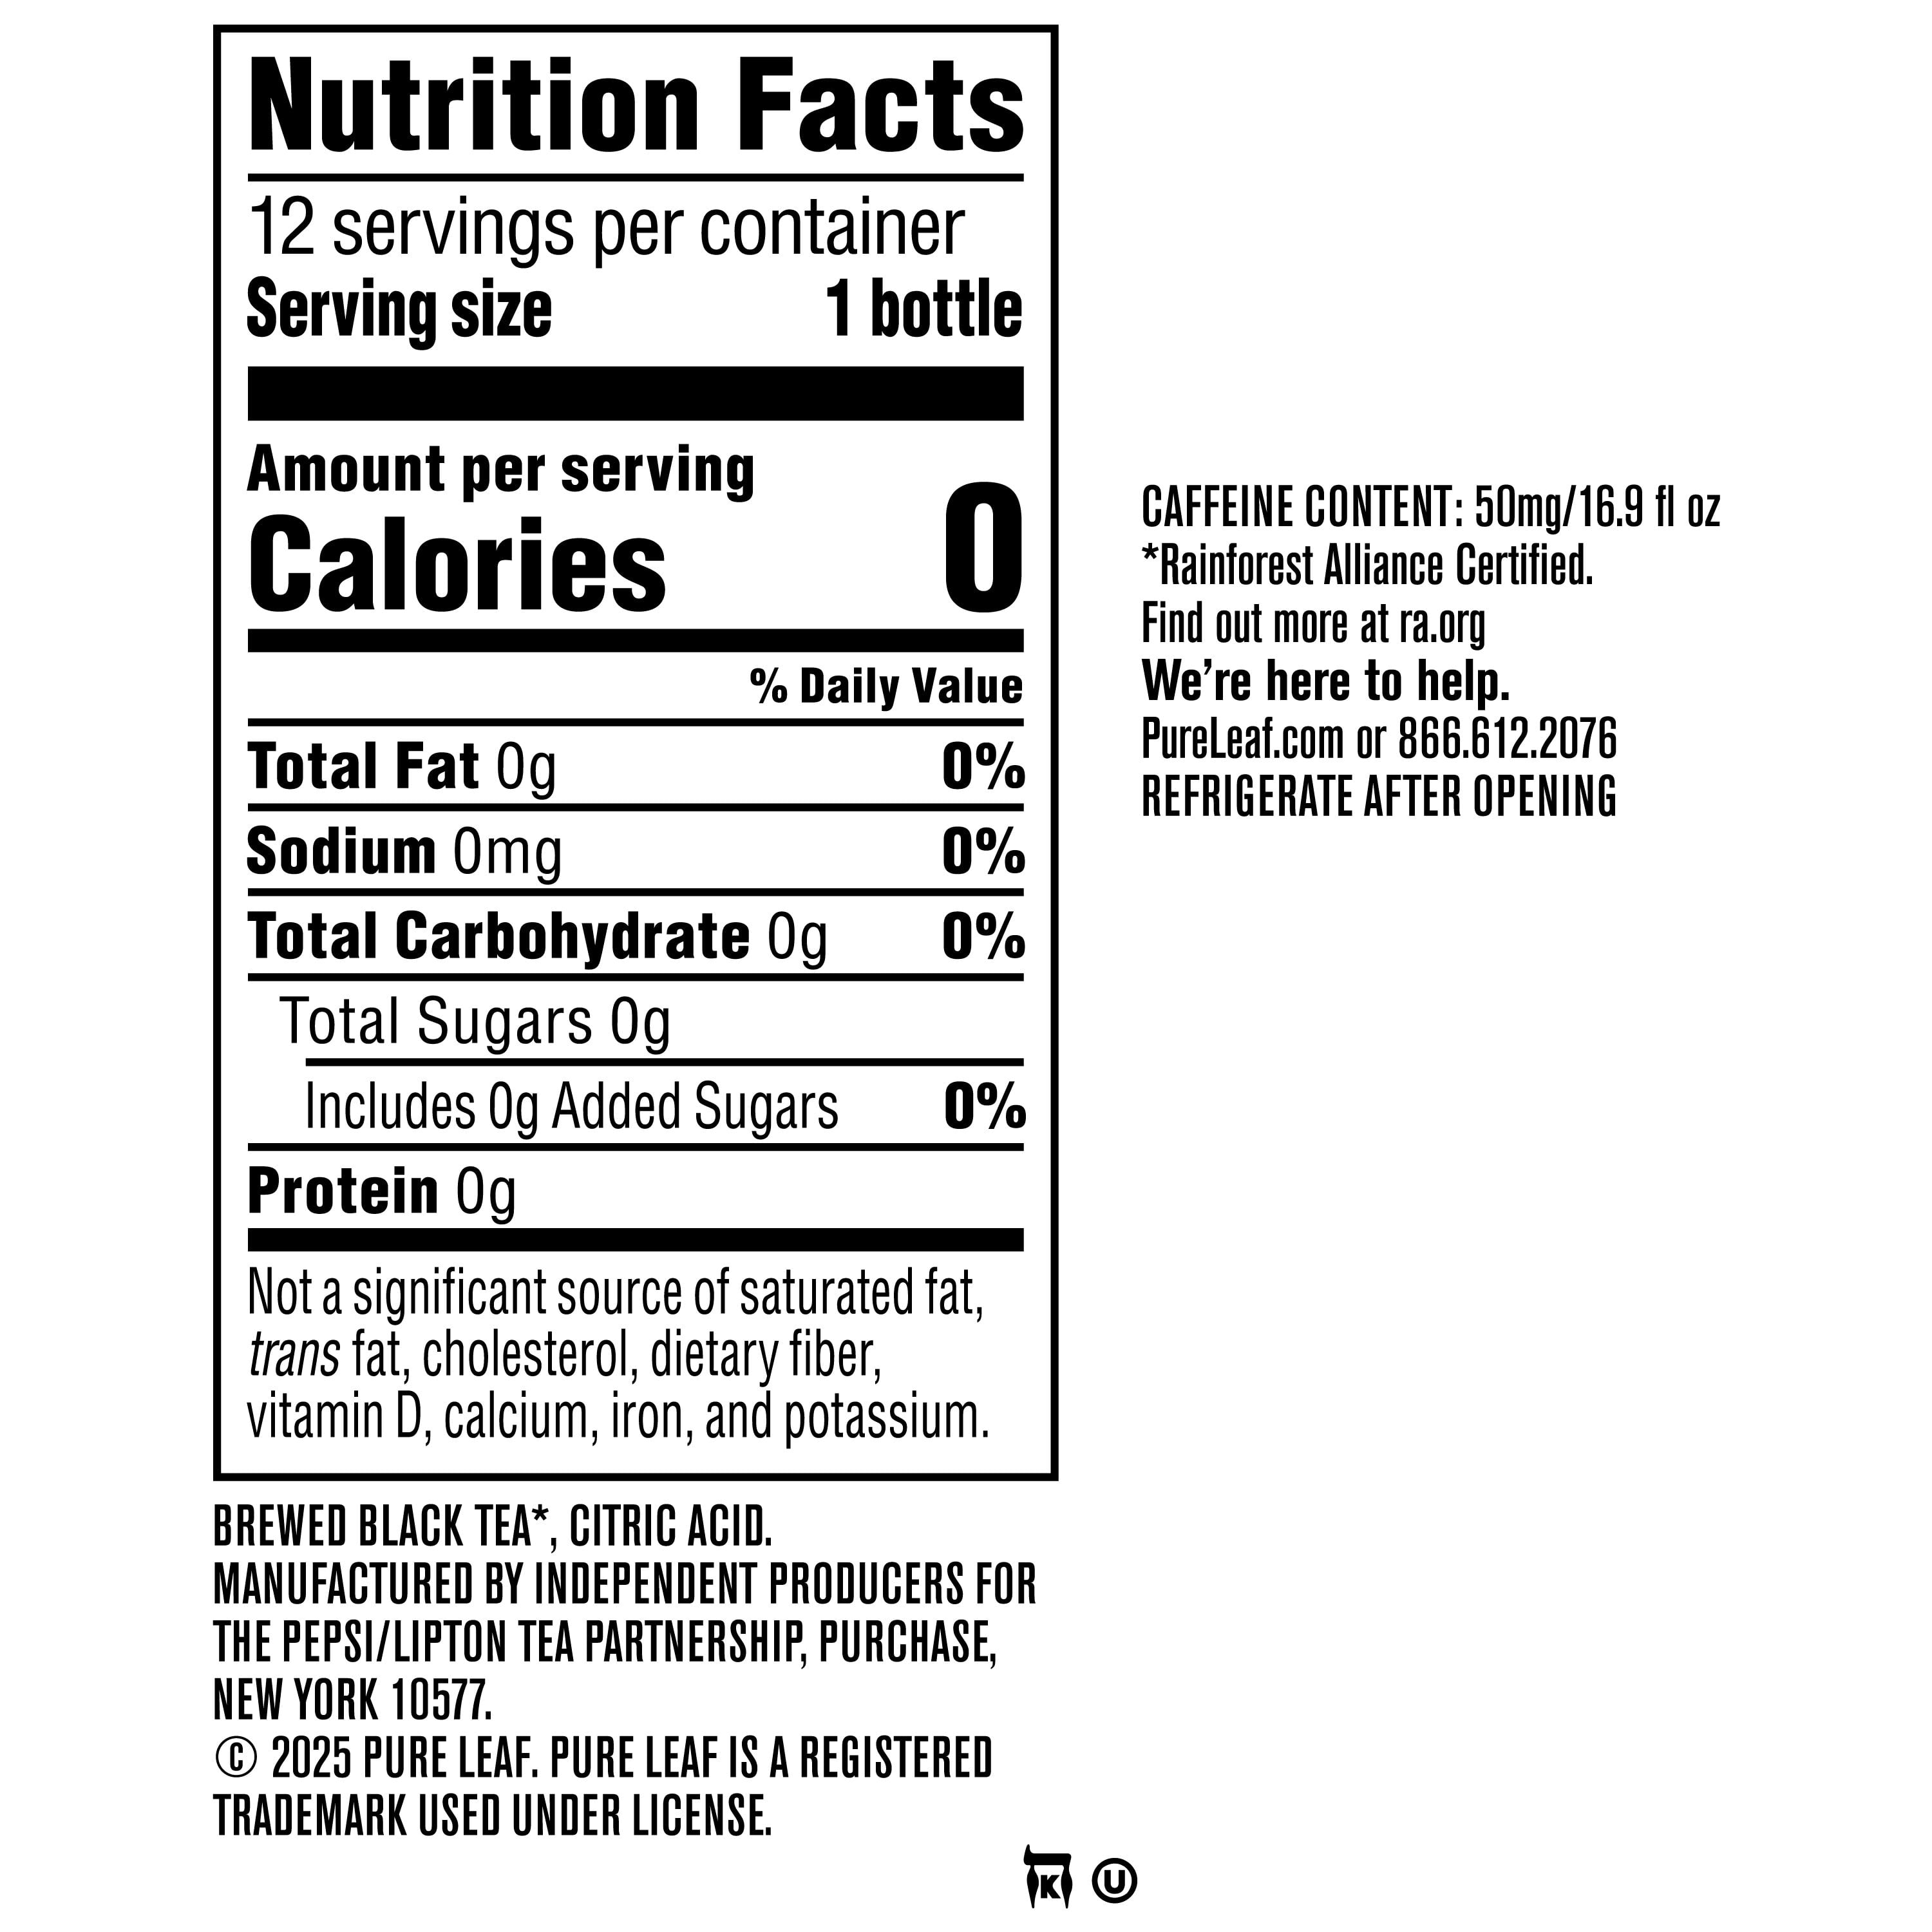 Nutrition Facts
12 servings per container
Serving size 1 bottle
Amount per serving
Calories 0
% Daily Value
Total Fat 0g 0%
Sodium 0mg 0%
Total Carbohydrate 0g 0%
Total Sugars 0g
Includes 0g Added Sugars 0%
Protein 0g
Not a significant source of saturated fat,
trans fat, cholesterol, dietary fiber,
vitamin D, calcium, iron, and potassium.
BREWED BLACK TEA*, CITRIC ACID.
MANUFACTURED BY INDEPENDENT PRODUCERS FOR
THE PEPSI/LIPTON TEA PARTNERSHIP, PURCHASE,
NEW YORK 10577.
© 2025 PURE LEAF. PURE LEAF IS A REGISTERED
TRADEMARK USED UNDER LICENSE.
CAFFEINE CONTENT: 50mg/16.9 fl oz
*Rainforest Alliance Certified.
Find out more at ra.org
We're here to help.
PureLeaf.com or 866.612.2076
REFRIGERATE AFTER OPENING
K U